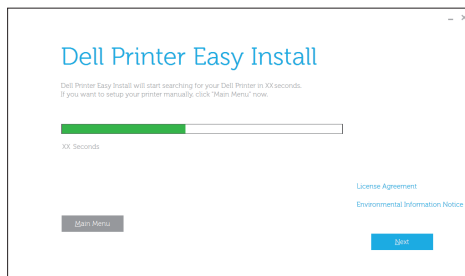 Dell Printer Easy Install
Dell Printer Easy Install will start searching for your Dell Printer in XX seconds.
If you want to setup your printer manually, click "Main Menu" now.
XX Seconds
License Agreement
Environmental Information Notice
Main Menu
Next